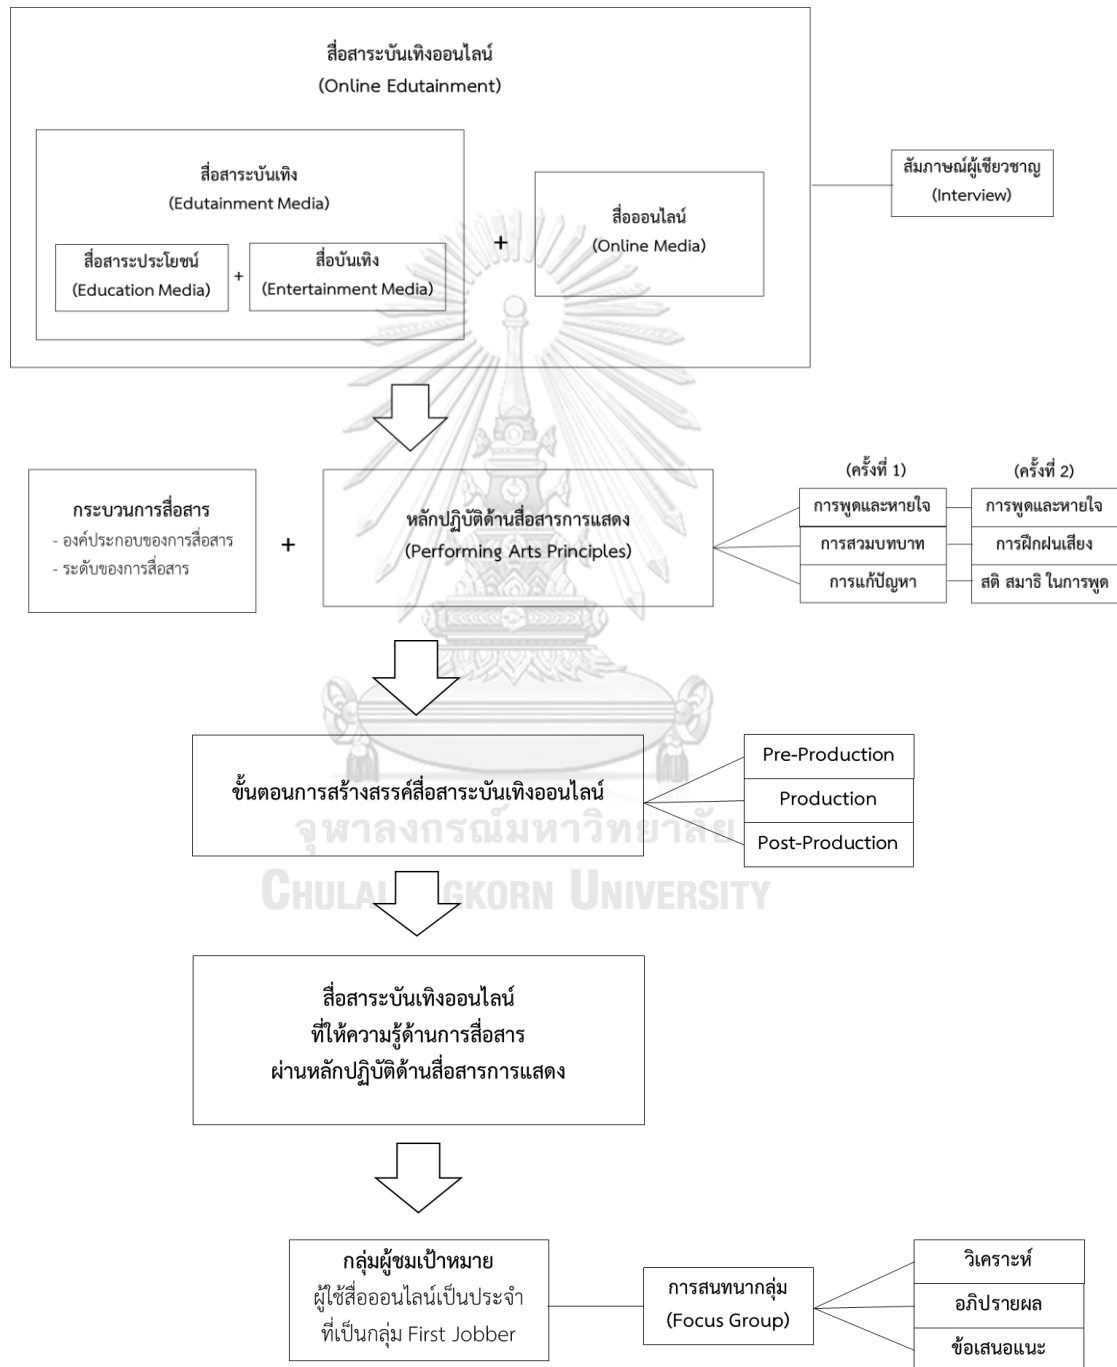 สื่อสาระบันเทิงออนไลน์
(Online Edutainment)
สื่อสาระบันเทิง
(Edutainment Media)
สื่อสาระประโยชน์
(Education Media)
+
สื่อบันเทิง
(Entertainment Media)
+
สื่อออนไลน์
(Online Media)
สัมภาษณ์ผู้เชียวชาญ
(Interview)
กระบวนการสื่อสาร
- องค์ประกอบของการสื่อสาร
- ระดับของการสื่อสาร
+
หลักปฏิบัติด้านสื่อสารการแสดง
(Performing Arts Principles)
(ครั้งที่ 1)
การพูดและหายใจ
การสวมบทบาท
การแก้ปัญหา
(ครั้งที่ 2)
การพูดและหายใจ
การฝึกฝนเสียง
สติ สมาธิ ในการพูด
ขั้นตอนการสร้างสรรค์สื่อสาระบันเทิงออนไลน์
Pre-Production
Production
Post-Production
จุฬาลงกรณ์มหาวิทยาลัย
CHULALONGKORN UNIVERSITY
สื่อสาระบันเทิงออนไลน์
ที่ให้ความรู้ด้านการสื่อสาร
ผ่านหลักปฏิบัติด้านสื่อสารการแสดง
กลุ่มผู้ชมเป้าหมาย
ผู้ใช้สื่อออนไลน์เป็นประจำ
ที่เป็นกลุ่ม First Jobber
การสนทนากลุ่ม
(Focus Group)
วิเคราะห์
อภิปรายผล
ข้อเสนอแนะ